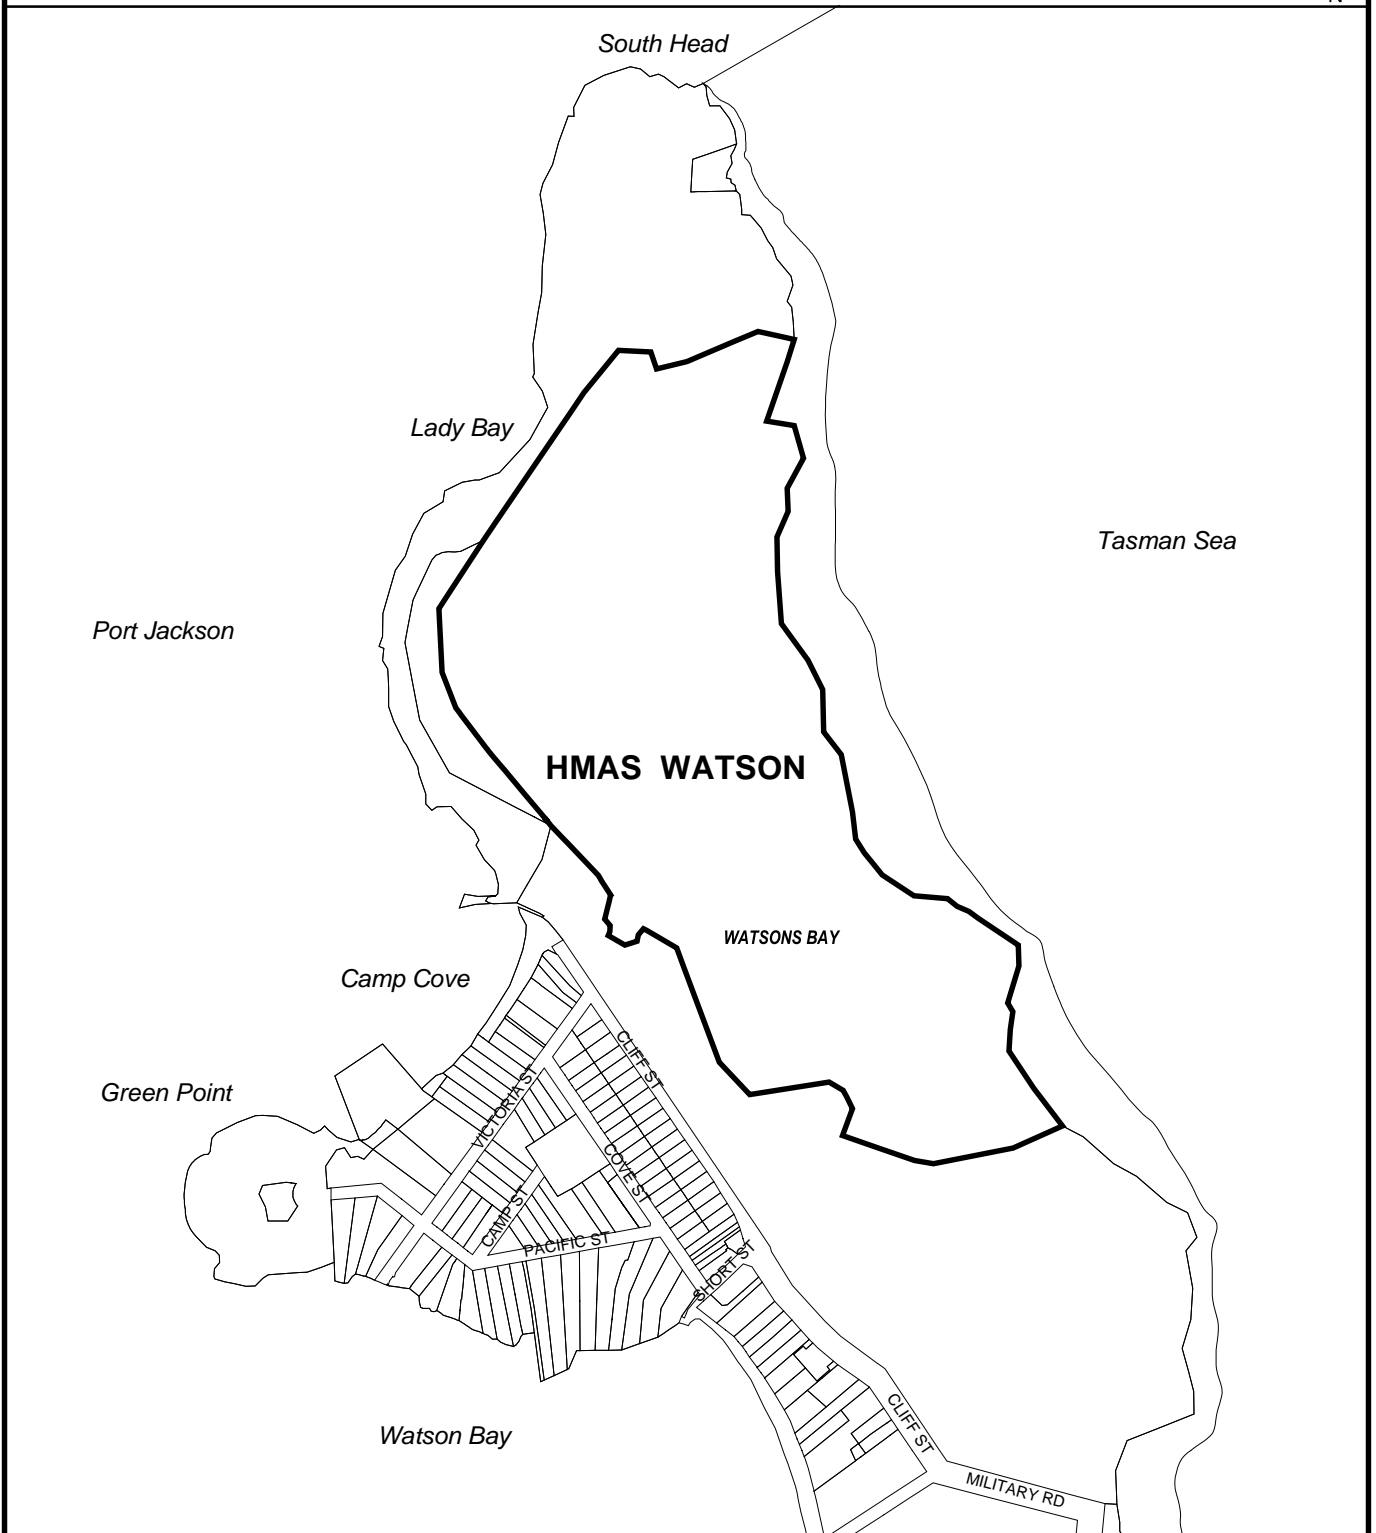 N
South Head
Lady Bay
Tasman Sea
Port Jackson
HMAS WATSON
WATSONS BAY
Camp Cove
CLIFF ST
Green Point
VICTORIA ST
COVE ST
CAMP ST
PACIFIC ST
SHORT ST
Watson Bay
CLIFF ST
MILITARY RD